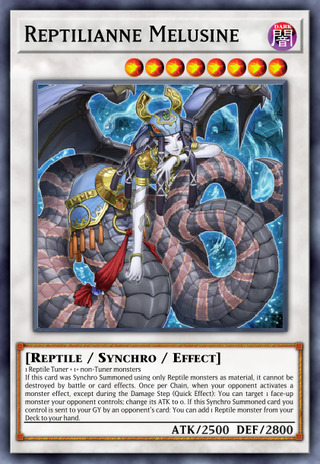 Reptilianne Melusine
DARK
闇
[Reptile / Synchro / Effect]
1 Reptile Tuner + 1+ non-Tuner monsters
If this card was Synchro Summoned using only Reptile monsters as material, it cannot be
destroyed by battle or card effects. Once per Chain, when your opponent activates a
monster effect, except during the Damage Step (Quick Effect): You can target 1 face-up
monster your opponent controls; change its ATK to 0. If this Synchro Summoned card you
control is sent to your GY by an opponent's card: You can add 1 Reptile monster from your
Deck to your hand.
ATK/2500 DEF/2800